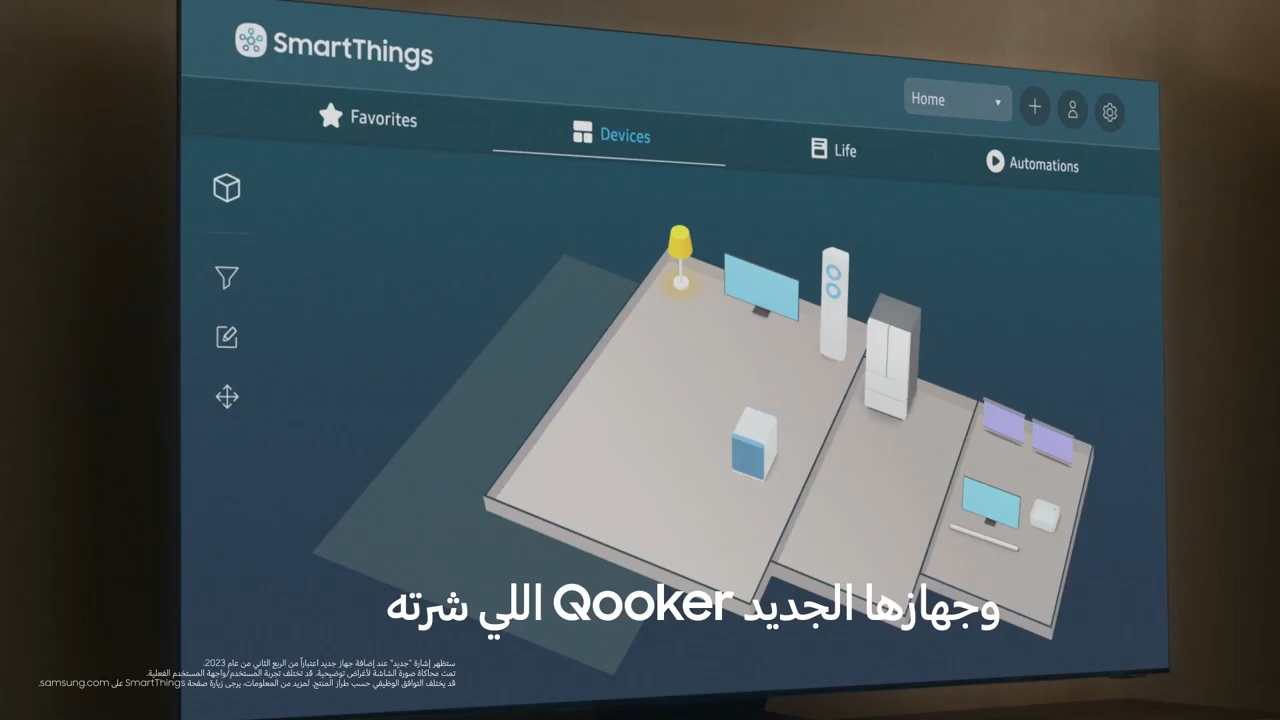 SmartThings
Home
Favorites
Devices
Life
Automations
وجهازها الجديد Qooker اللي شرته
ستظهر إشارة "جديد" عند إضافة جهاز جديد اعتباراً من الربع الثاني من عام 2023.
تمت محاكاة صورة الشاشة لأغراض توضيحية. قد تختلف تجربة المستخدم/واجهة المستخدم الفعلية.
قد يختلف التوافق الوظيفي حسب طراز المنتج. لمزيد من المعلومات، يرجى زيارة صفحة SmartThings على samsung.com.